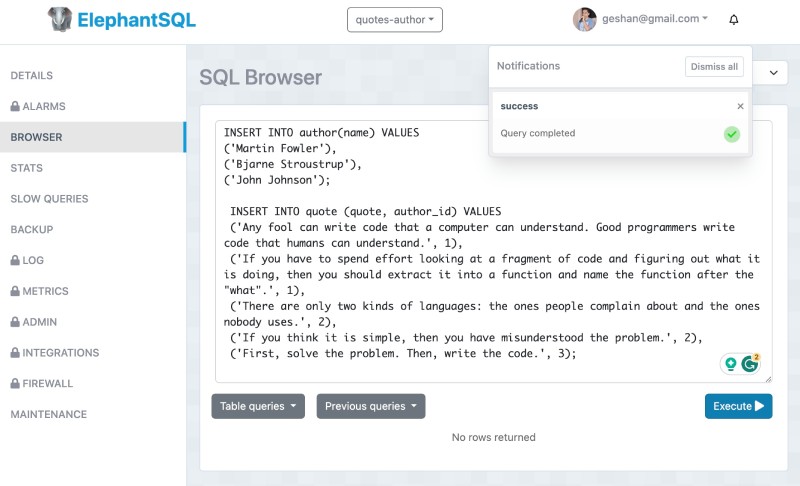 ElephantSQL
quotes-author
geshan@gmail.com
DETAILS
ALARMS
BROWSER
STATS
SLOW QUERIES
BACKUP
LOG
METRICS
ADMIN
INTEGRATIONS
FIREWALL
MAINTENANCE
SQL Browser
Notifications
Dismiss all
success
×
Query completed
INSERT INTO author(name) VALUES
('Martin Fowler'),
('Bjarne Stroustrup'),
('John Johnson');
INSERT INTO quote (quote, author_id) VALUES
('Any fool can write code that a computer can understand. Good programmers write
code that humans can understand.', 1),
('If you have to spend effort looking at a fragment of code and figuring out what it
is doing, then you should extract it into a function and name the function after the
"what".', 1),
('There are only two kinds of languages: the ones people complain about and the ones
nobody uses.', 2),
('If you think it is simple, then you have misunderstood the problem.', 2),
('First, solve the problem. Then, write the code.', 3);
2
Table queries
Previous queries
Execute
No rows returned